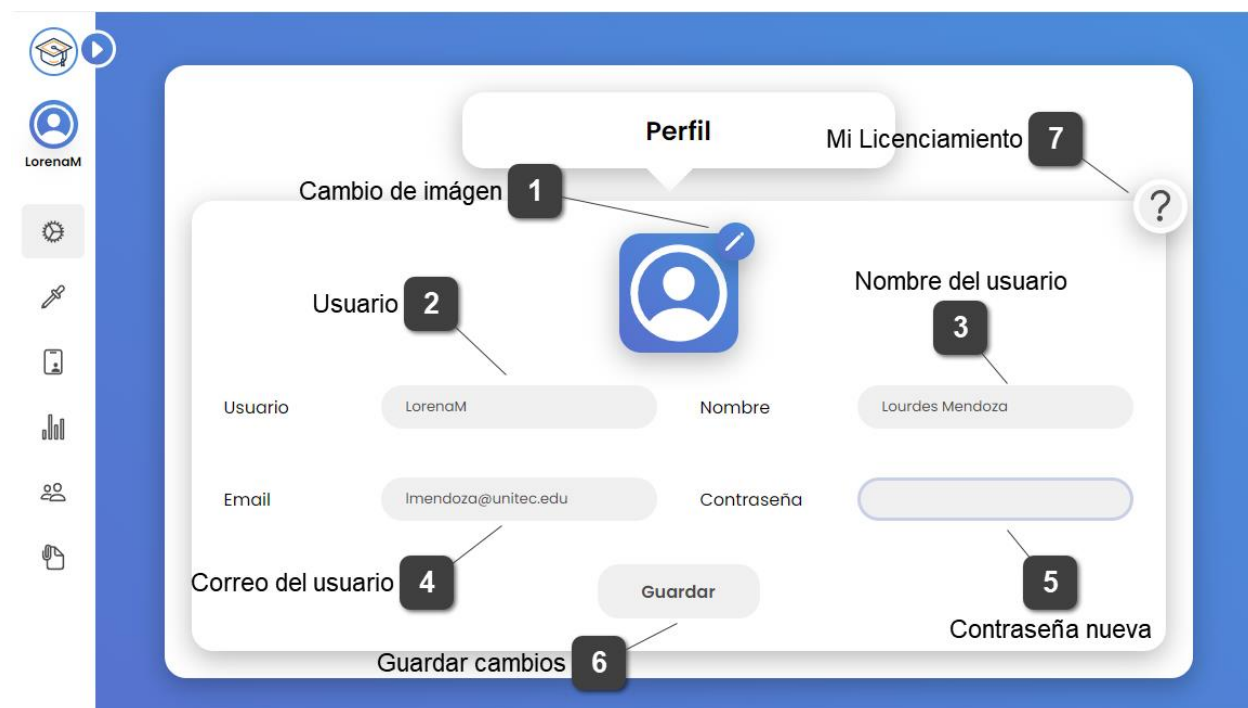 LorenaM
Perfil
Mi Licenciamiento 7
?
Cambio de imágen 1
Usuario 2
Nombre del usuario
3
Usuario LorenaM Nombre Lourdes Mendoza
Email lmendoza@unitec.edu Contraseña
Correo del usuario 4
Guardar
5
Contraseña nueva
Guardar cambios 6